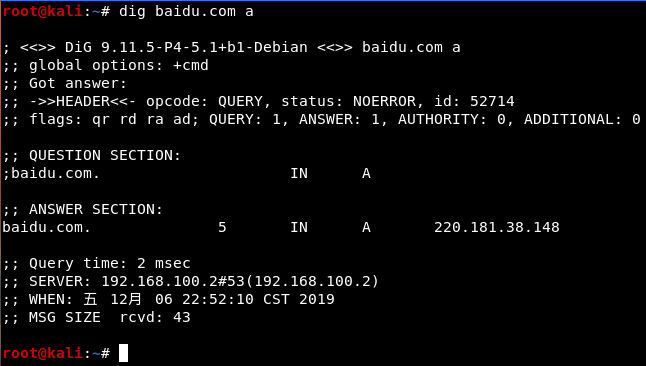 root@kali:~# dig baidu.com a
; <<>> DiG 9.11.5-P4-5.1+b1-Debian <<>> baidu.com a
;; global options: +cmd
;; Got answer:
;; ->>HEADER<<- opcode: QUERY, status: NOERROR, id: 52714
;; flags: qr rd ra ad; QUERY: 1, ANSWER: 1, AUTHORITY: 0, ADDITIONAL: 0
;; QUESTION SECTION:
;baidu.com. IN A
;; ANSWER SECTION:
baidu.com. 5 IN A 220.181.38.148
;; Query time: 2 msec
;; SERVER: 192.168.100.2#53(192.168.100.2)
;; WHEN: 五 12月 06 22:52:10 CST 2019
;; MSG SIZE rcvd: 43
root@kali:~#